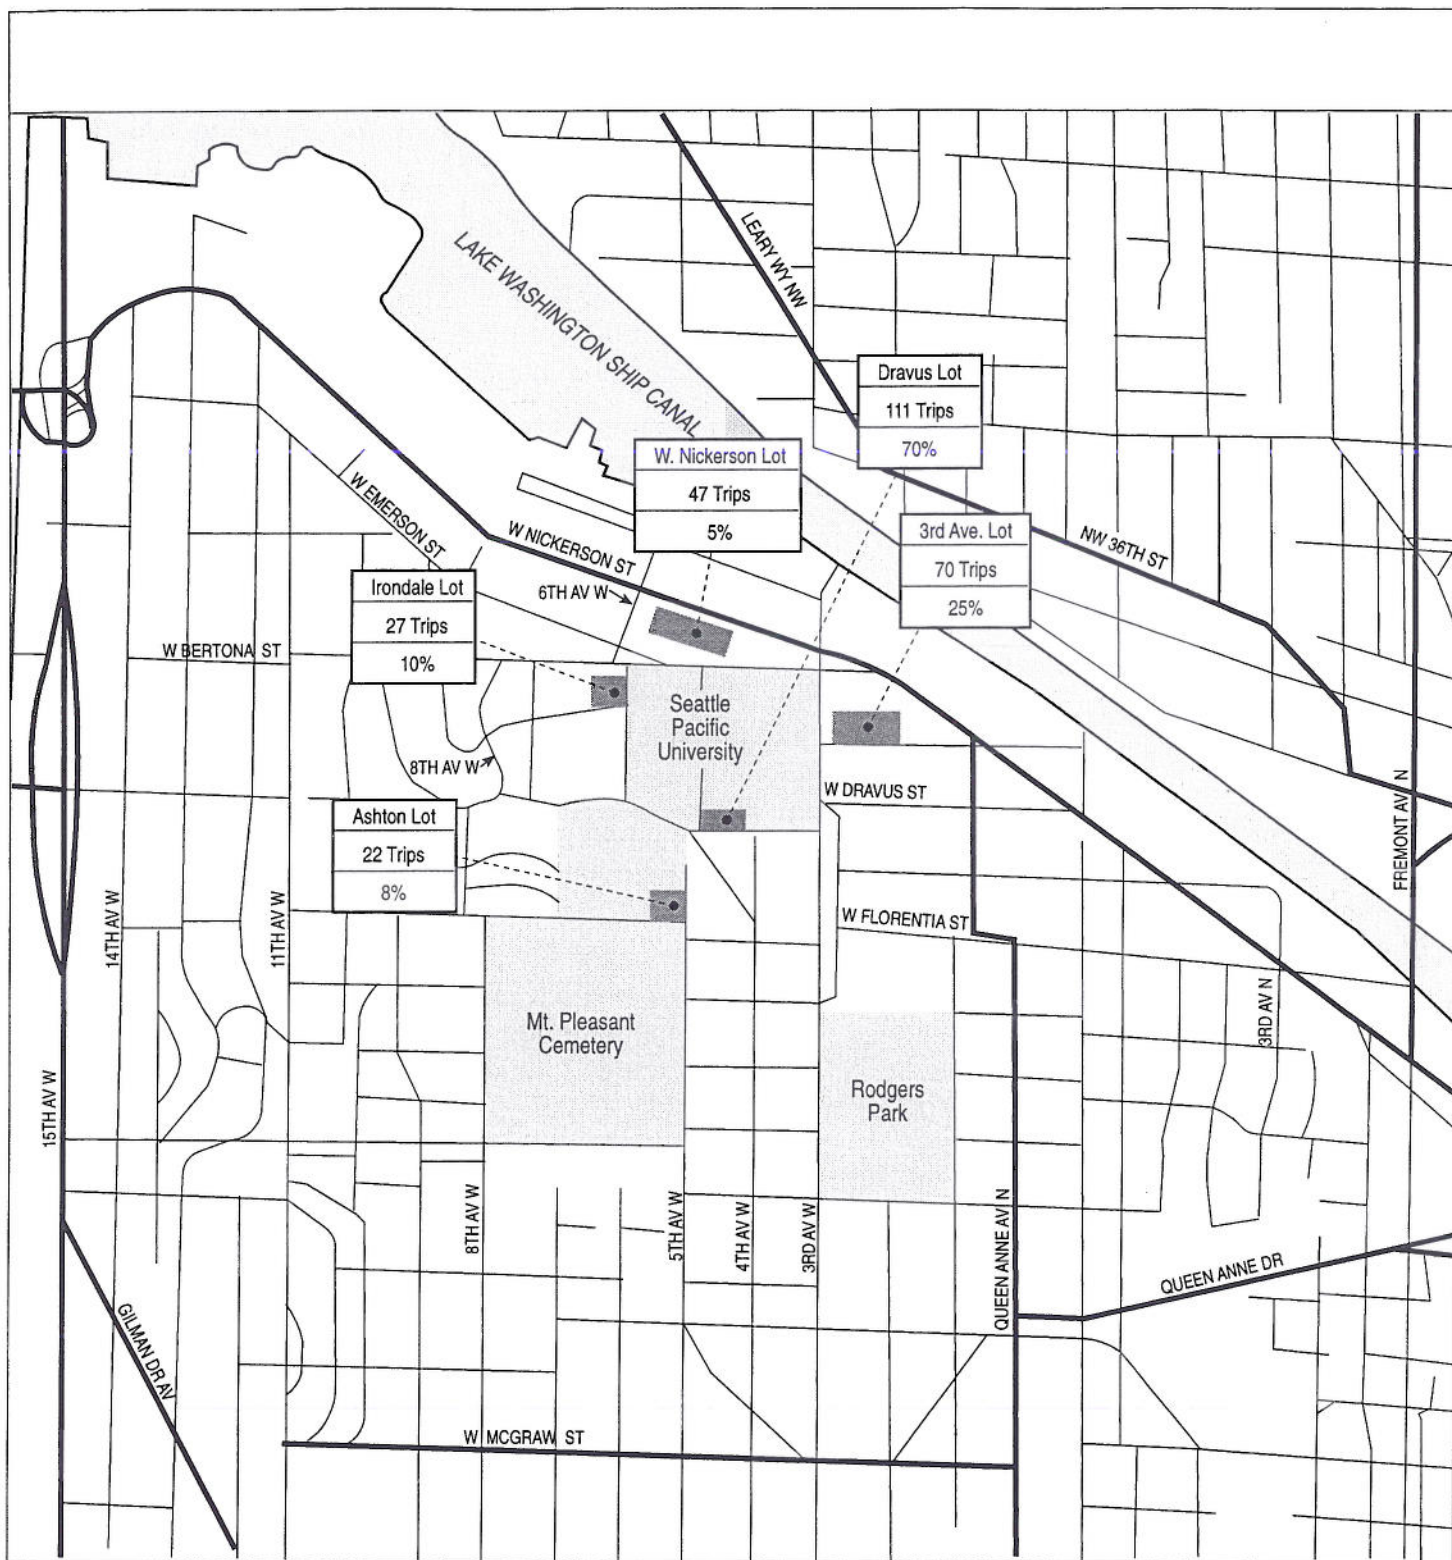 LAKE WASHINGTON SHIP CANAL
LEARY WY NW
Dravus Lot
111 Trips
70%
W. Nickerson Lot
47 Trips
5%
3rd Ave. Lot
70 Trips
25%
NW 36TH ST
W EMERSON ST
W NICKERSON ST
6TH AV W
Irondale Lot
27 Trips
10%
W BERTONA ST
Seattle
Pacific
University
8TH AV W
W DRAVUS ST
Ashton Lot
22 Trips
8%
FREMONT AV N
14TH AV W
11TH AV W
W FLORENTIA ST
3RD AV N
Mt. Pleasant
Cemetery
Rodgers
Park
15TH AV W
8TH AV W
5TH AV W
4TH AV W
3RD AV W
QUEEN ANNE AV N
QUEEN ANNE DR
GILMAN DR AV
W MCGRAW ST